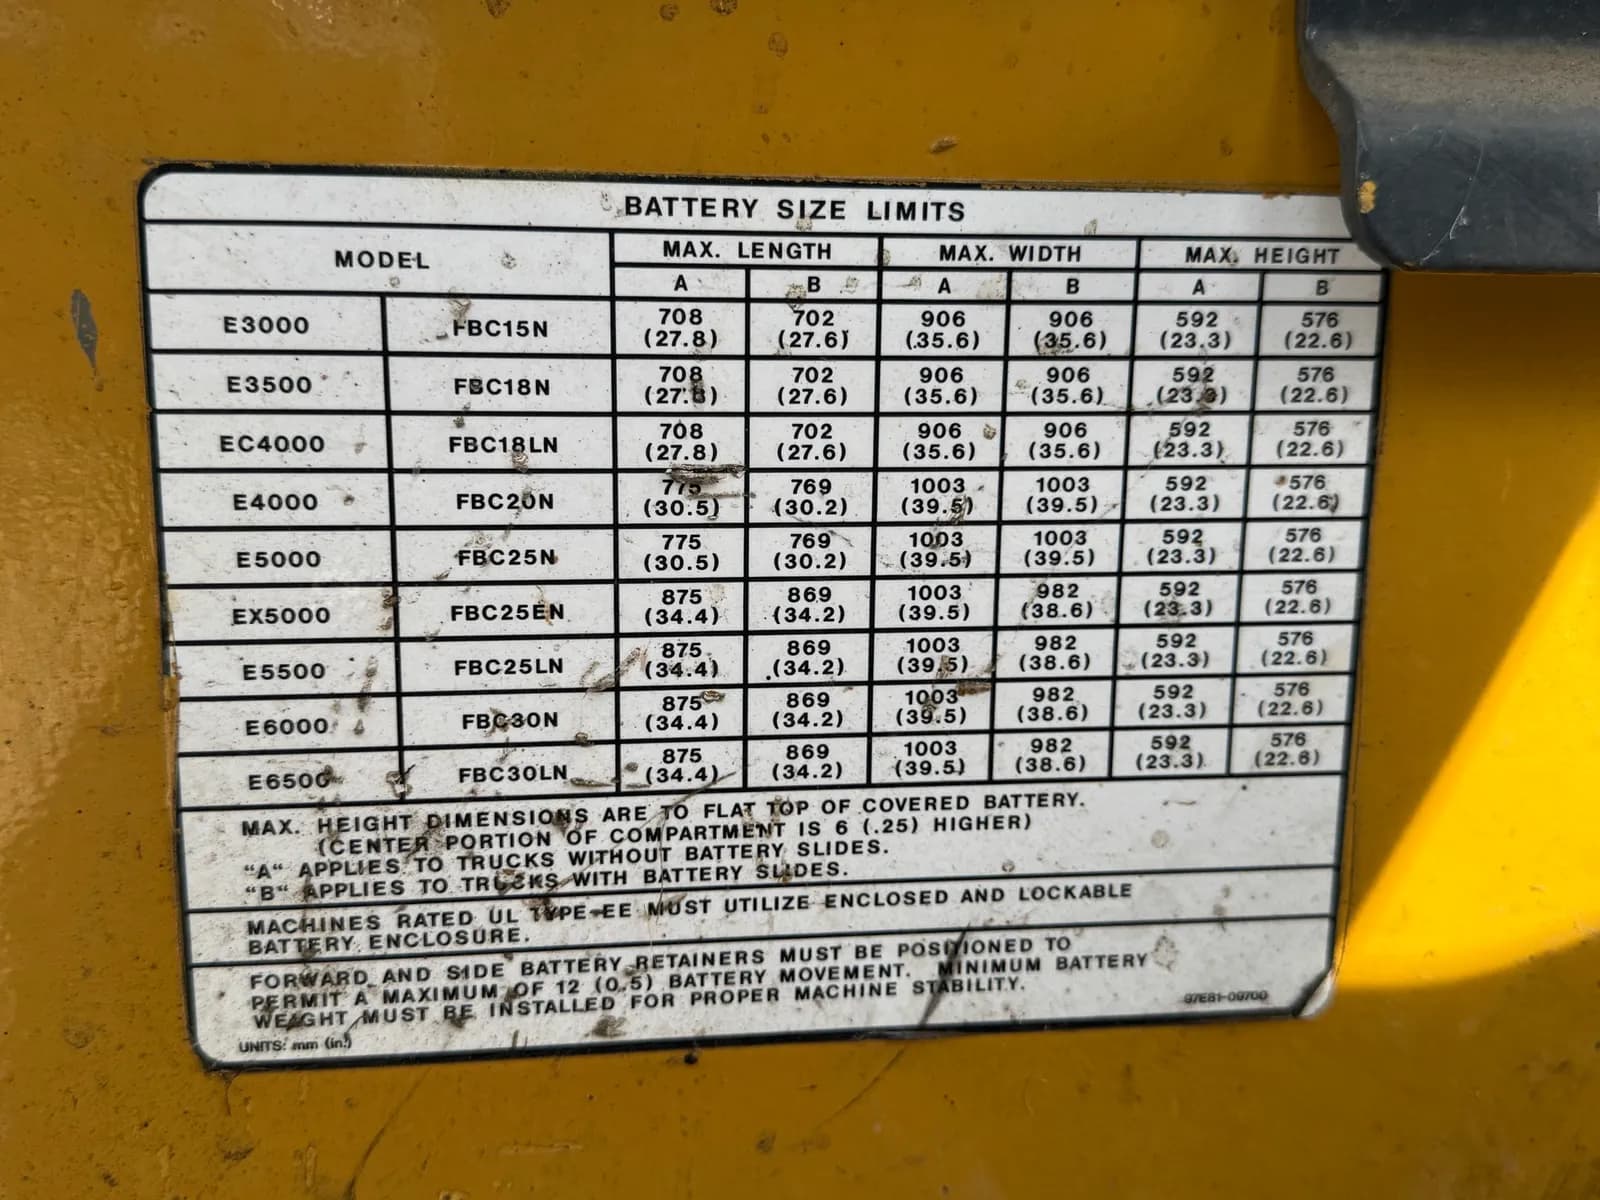 BATTERY SIZE LIMITS
MODEL MAX. LENGTH MAX. WIDTH MAX. HEIGHT
A B A B A B
E3000 FBC15N 708 702 906 906 592 576
(27.8) (27.6) (35.6) (35.6) (23.3) (22.6)
E3500 FBC18N 708 702 906 906 592 576
(27.8) (27.6) (35.6) (35.6) (23.3) (22.6)
EC4000 FBC18LN 708 702 906 906 592 576
(27.8) (27.6) (35.6) (35.6) (23.3) (22.6)
E4000 FBC20N 775 769 1003 1003 592 576
(30.5) (30.2) (39.5) (39.5) (23.3) (22.6)
E5000 FBC25N 775 769 1003 1003 592 576
(30.5) (30.2) (39.5) (39.5) (23.3) (22.6)
EX5000 FBC25EN 875 869 1003 982 592 576
(34.4) (34.2) (39.5) (38.6) (23.3) (22.6)
E5500 FBC25LN 875 869 1003 982 592 576
(34.4) (34.2) (39.5) (38.6) (23.3) (22.6)
E6000 FBC30N 875 869 1003 982 592 576
(34.4) (34.2) (39.5) (38.6) (23.3) (22.6)
E6500 FBC30LN 875 869 1003 982 592 576
(34.4) (34.2) (39.5) (38.6) (23.3) (22.6)
MAX. HEIGHT DIMENSIONS ARE TO FLAT TOP OF COVERED BATTERY.
(CENTER PORTION OF COMPARTMENT IS 6 (.25) HIGHER)
"A" APPLIES TO TRUCKS WITHOUT BATTERY SLIDES.
"B" APPLIES TO TRUCKS WITH BATTERY SLIDES.
MACHINES RATED UL TYPE-EE MUST UTILIZE ENCLOSED AND LOCKABLE
BATTERY ENCLOSURE.
FORWARD AND SIDE BATTERY RETAINERS MUST BE POSITIONED TO
PERMIT A MAXIMUM OF 12 (0.5) BATTERY MOVEMENT. MINIMUM BATTERY
WEIGHT MUST BE INSTALLED FOR PROPER MACHINE STABILITY.
97E81-09700
UNITS: mm (in.)